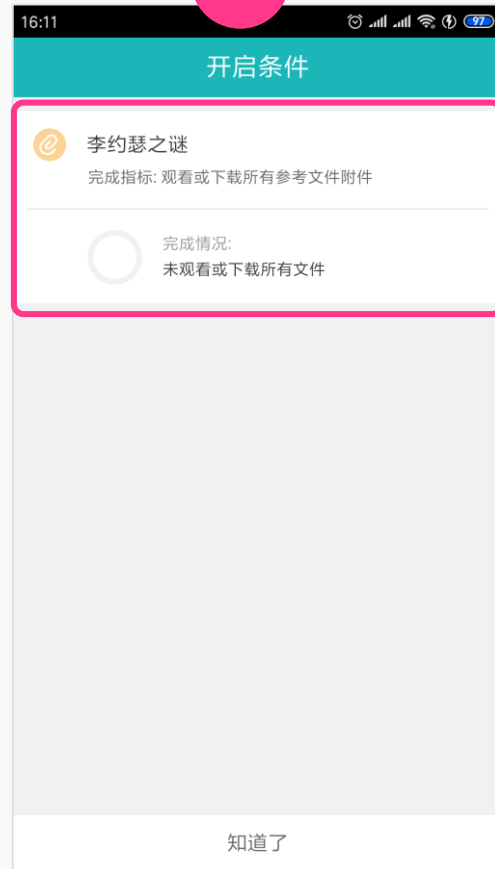 16:11
97
开启条件
李约瑟之谜
完成指标: 观看或下载所有参考文件附件
完成情况:
未观看或下载所有文件
知道了